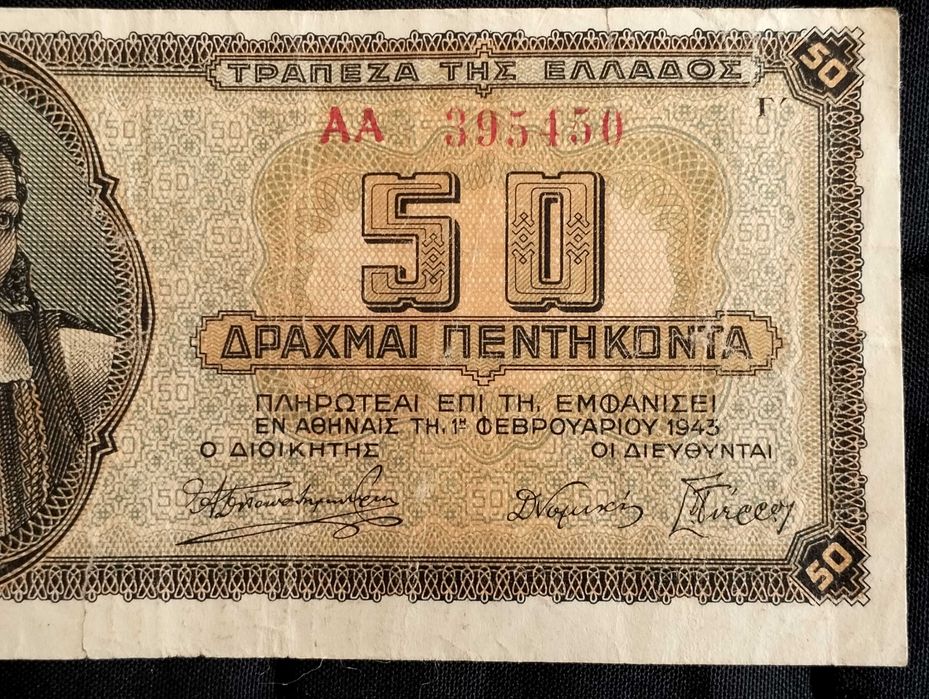 50
ΤΡΑΠΕΖΑ ΤΗΣ ΕΛΛΑΔΟΣ
Γ´
ΑΑ 395450
50
ΔΡΑΧΜΑΙ ΠΕΝΤΗΚΟΝΤΑ
ΠΛΗΡΩΤΕΑΙ ΕΠΙ ΤΗ, ΕΜΦΑΝΙΣΕΙ
ΕΝ ΑΘΗΝΑΙΣ ΤΗ, 1ῃ ΦΕΒΡΟΥΑΡΙΟΥ 1943
Ο ΔΙΟΙΚΗΤΗΣ ΟΙ ΔΙΕΥΘΥΝΤΑΙ
50